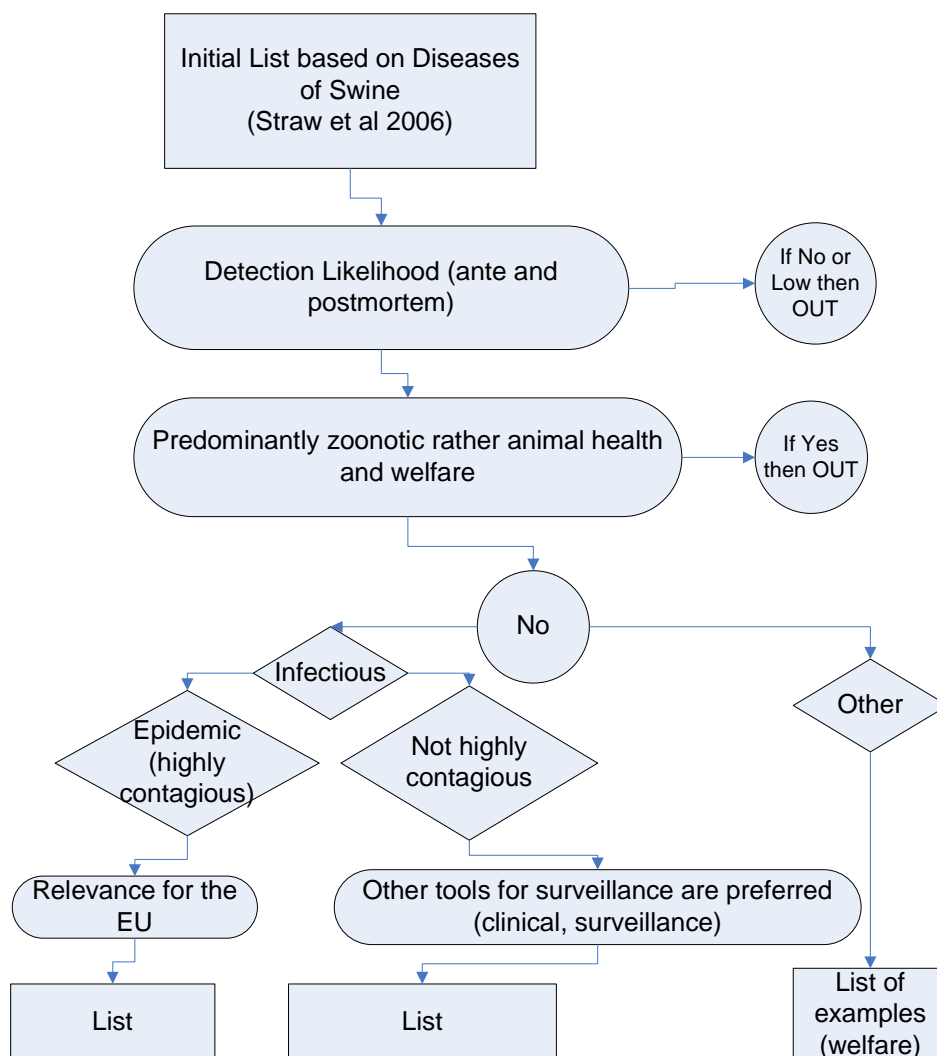 Initial List based on Diseases
of Swine
(Straw et al 2006)
Detection Likelihood (ante and
postmortem)
If No or
Low then
OUT
Predominantly zoonotic rather animal health
and welfare
If Yes
then OUT
No
Infectious
Other
Epidemic
(highly
contagious)
Not highly
contagious
Relevance for the
EU
Other tools for surveillance are preferred
(clinical, surveillance)
List
List
List of
examples
(welfare)